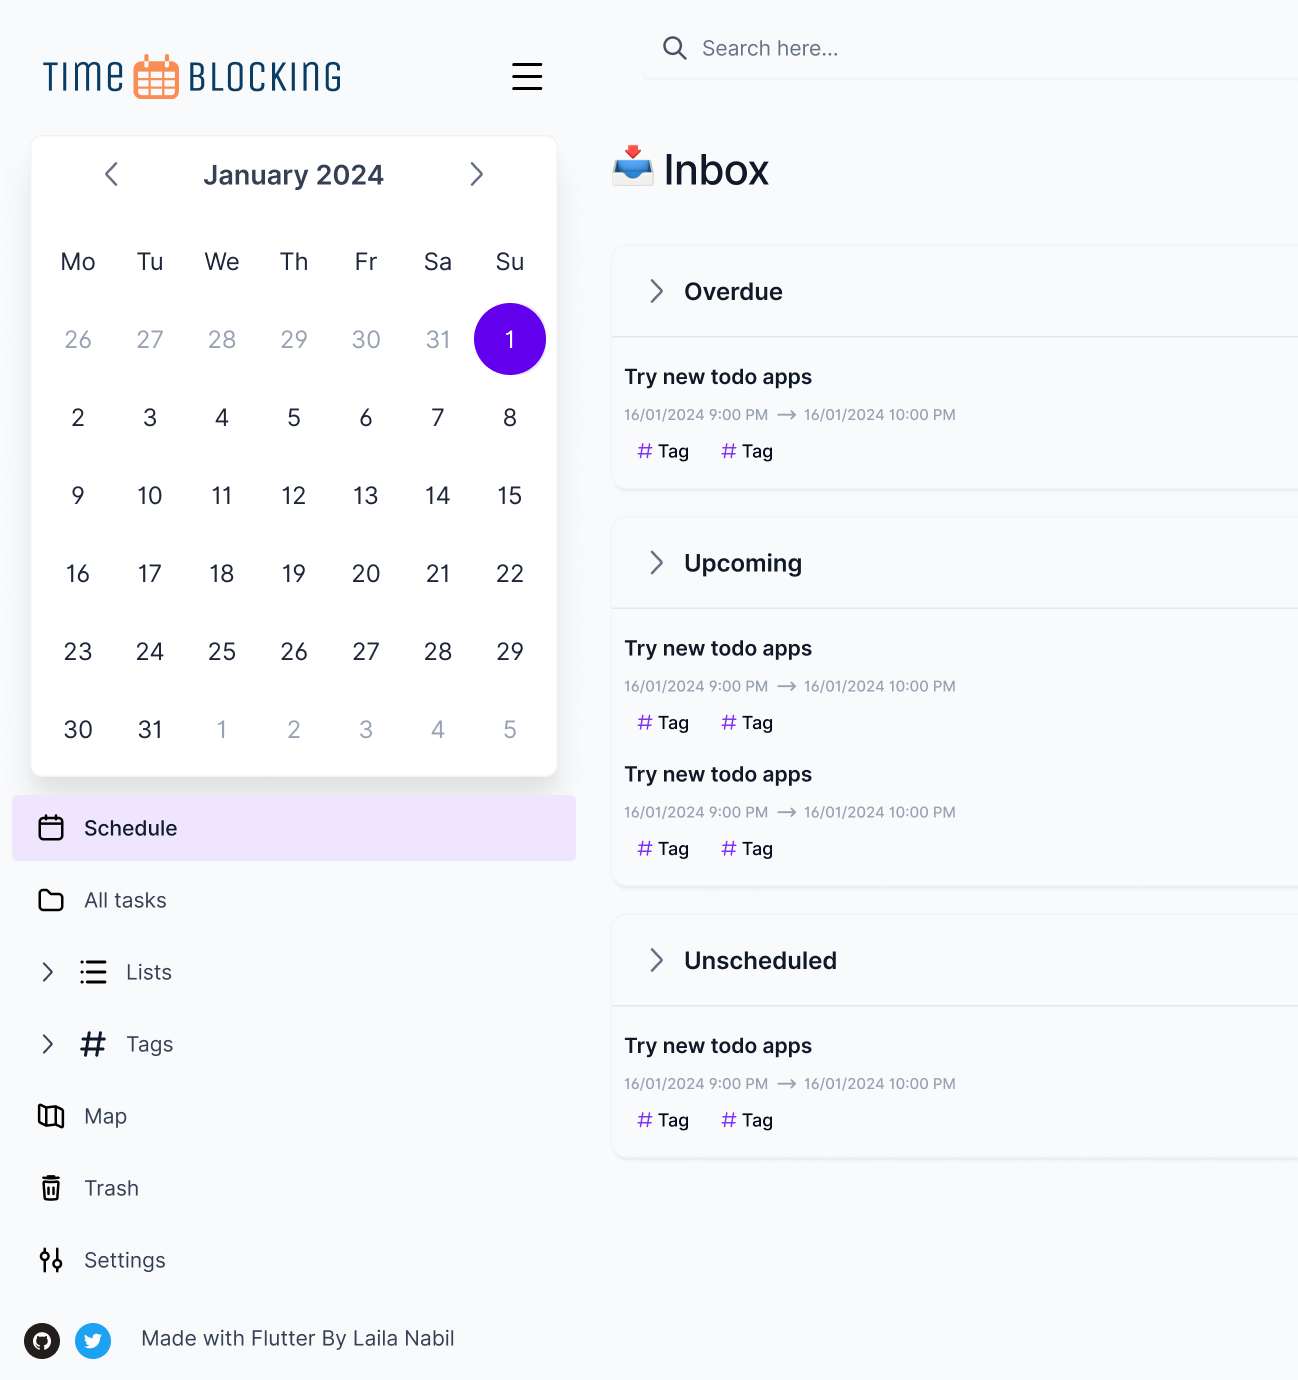 TIME BLOCKING
January 2024
Mo Tu We Th Fr Sa Su
26 27 28 29 30 31 1
2 3 4 5 6 7 8
9 10 11 12 13 14 15
16 17 18 19 20 21 22
23 24 25 26 27 28 29
30 31 1 2 3 4 5
Schedule
All tasks
Lists
# Tags
Map
Trash
Settings
Made with Flutter By Laila Nabil
Search here...
Inbox
Overdue
Try new todo apps
16/01/2024 9:00 PM → 16/01/2024 10:00 PM
# Tag # Tag
Upcoming
Try new todo apps
16/01/2024 9:00 PM → 16/01/2024 10:00 PM
# Tag # Tag
Try new todo apps
16/01/2024 9:00 PM → 16/01/2024 10:00 PM
# Tag # Tag
Unscheduled
Try new todo apps
16/01/2024 9:00 PM → 16/01/2024 10:00 PM
# Tag # Tag